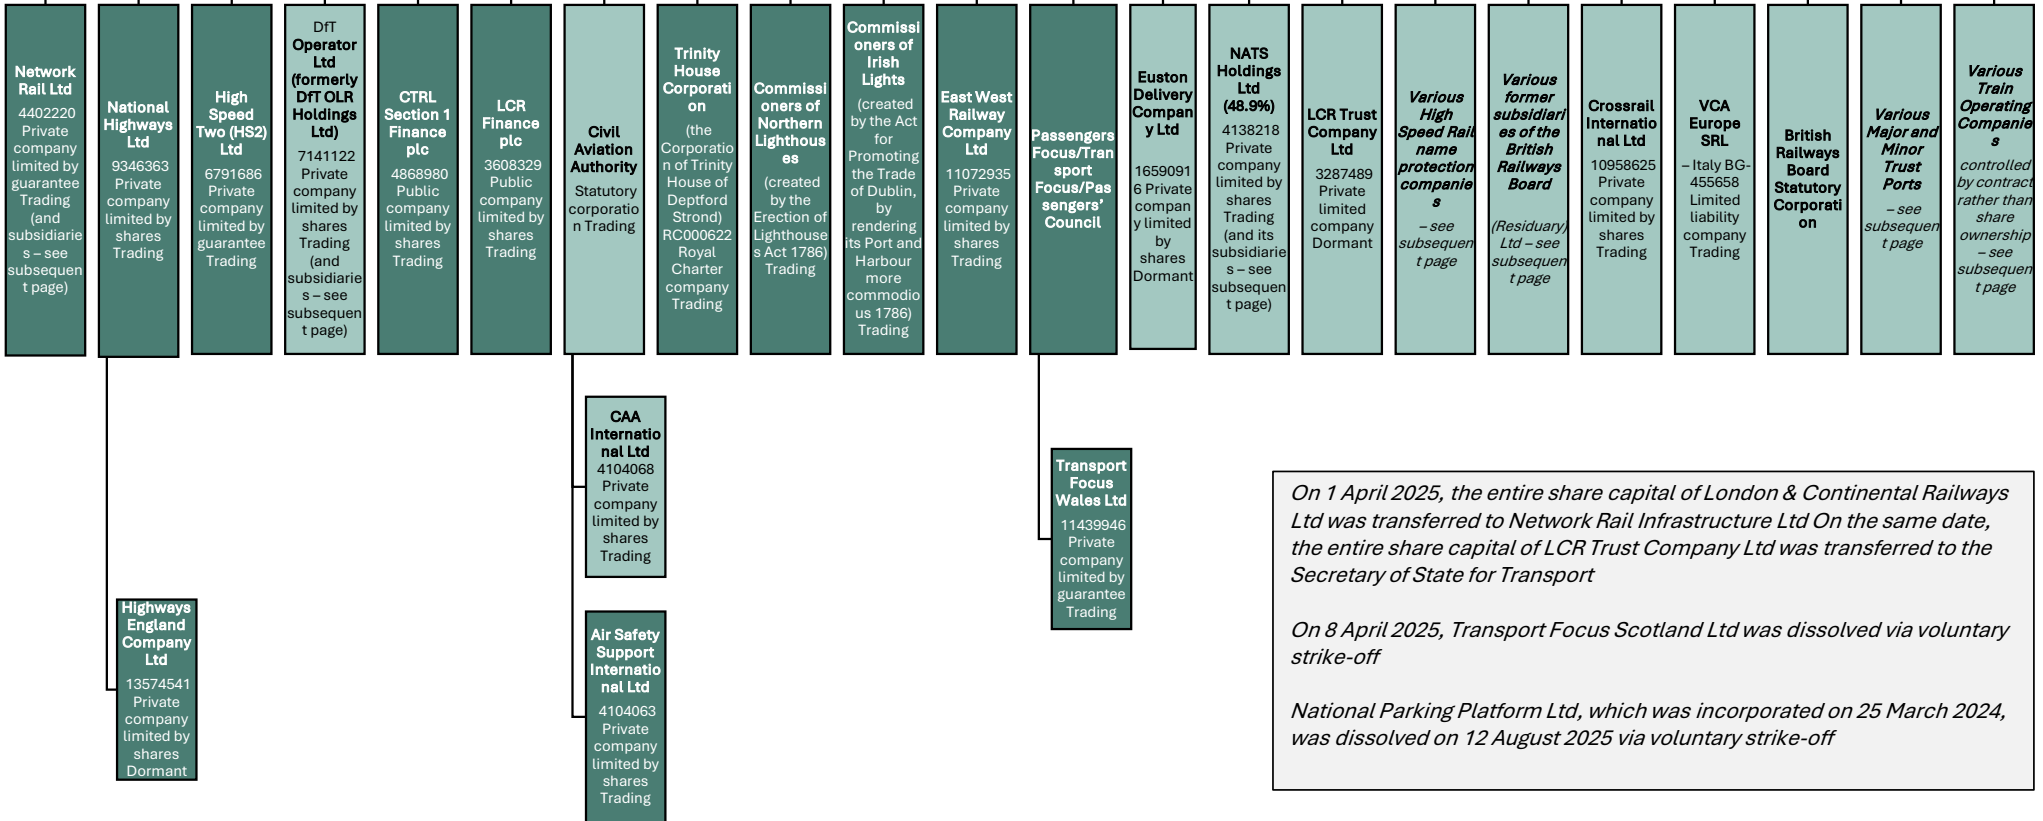 Network
Rail Ltd
4402220
Private
company
limited by
guarantee
Trading
(and
subsidiarie
s – see
subsequen
t page)
National
Highways
Ltd
9346363
Private
company
limited by
shares
Trading
High
Speed
Two (HS2)
Ltd
6791686
Private
company
limited by
guarantee
Trading
DfT
Operator
Ltd
(formerly
DfT OLR
Holdings
Ltd)
7141122
Private
company
limited by
shares
Trading
(and
subsidiarie
s – see
subsequen
t page)
CTRL
Section 1
Finance
plc
4868980
Public
company
limited by
shares
Trading
LCR
Finance
plc
3608329
Public
company
limited by
shares
Trading
Civil
Aviation
Authority
Statutory
corporatio
n Trading
Trinity
House
Corporati
on
(the
Corporatio
n of Trinity
House of
Deptford
Strond)
RC000622
Royal
Charter
company
Trading
Commissi
oners of
Northern
Lighthous
es
(created
by the
Erection of
Lighthouse
s Act 1786)
Trading
Commissi
oners of
Irish
Lights
(created
by the Act
for
Promoting
the Trade
of Dublin,
by
rendering
its Port and
Harbour
more
commodio
us 1786)
Trading
East West
Railway
Company
Ltd
11072935
Private
company
limited by
shares
Trading
Passengers
Focus/Tran
sport
Focus/Pas
sengers’
Council
Euston
Delivery
Compan
y Ltd
1659091
6 Private
compan
y limited
by
shares
Dormant
NATS
Holdings
Ltd
(48.9%)
4138218
Private
company
limited by
shares
Trading
(and its
subsidiarie
s – see
subsequen
t page)
LCR Trust
Company
Ltd
3287489
Private
limited
company
Dormant
Various
High
Speed Rail
name
protection
companie
s
– see
subsequen
t page
Various
former
subsidiari
es of the
British
Railways
Board
(Residuary)
Ltd – see
subsequen
t page
Crossrail
Internatio
nal Ltd
10958625
Private
company
limited by
shares
Trading
VCA
Europe
SRL
– Italy BG-
455658
Limited
liability
company
Trading
British
Railways
Board
Statutory
Corporati
on
Various
Major and
Minor
Trust
Ports
– see
subsequen
t page
Various
Train
Operating
Companie
s
controlled
by contract
rather than
share
ownership
– see
subsequen
t page
CAA
Internatio
nal Ltd
4104068
Private
company
limited by
shares
Trading
Transport
Focus
Wales Ltd
11439946
Private
company
limited by
guarantee
Trading
Highways
England
Company
Ltd
13574541
Private
company
limited by
shares
Dormant
Air Safety
Support
Internatio
nal Ltd
4104063
Private
company
limited by
shares
Trading
On 1 April 2025, the entire share capital of London & Continental Railways
Ltd was transferred to Network Rail Infrastructure Ltd On the same date,
the entire share capital of LCR Trust Company Ltd was transferred to the
Secretary of State for Transport
On 8 April 2025, Transport Focus Scotland Ltd was dissolved via voluntary
strike-off
National Parking Platform Ltd, which was incorporated on 25 March 2024,
was dissolved on 12 August 2025 via voluntary strike-off